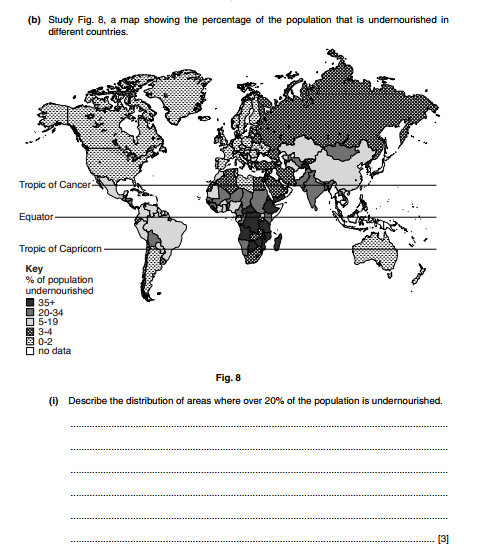 (b) Study Fig. 8, a map showing the percentage of the population that is undernourished in
different countries.
Tropic of Cancer
Equator
Tropic of Capricorn
Key
% of population
undernourished
35+
20-34
5-19
3-4
0-2
no data
Fig. 8
(i) Describe the distribution of areas where over 20% of the population is undernourished.
[3]